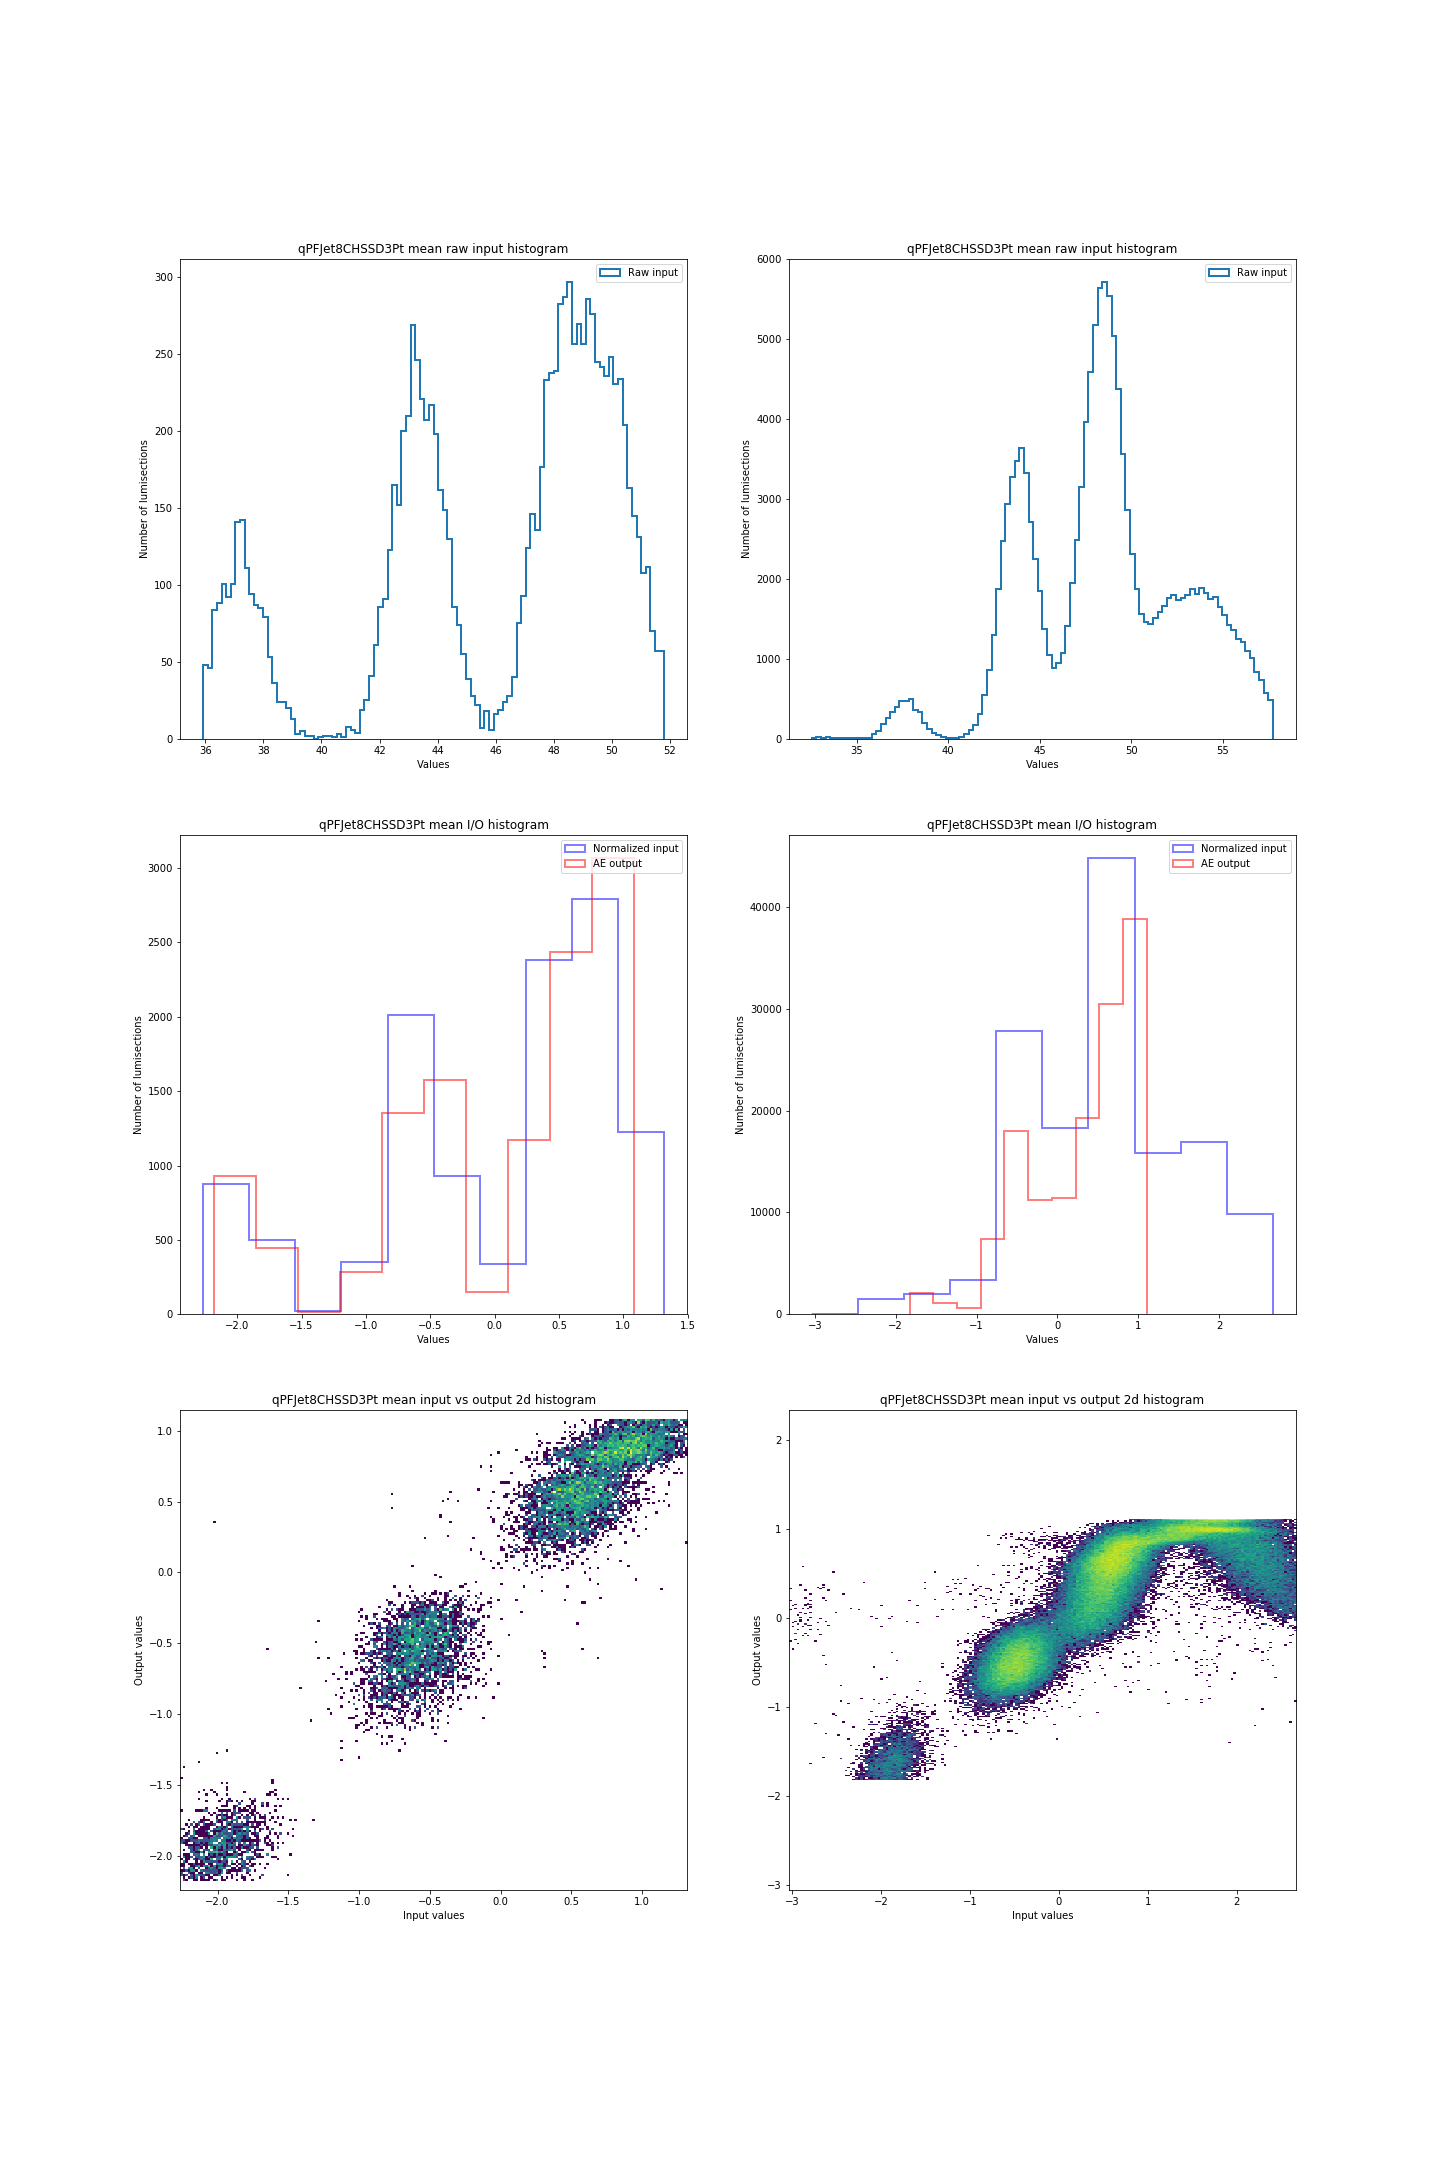 qPFJet8CHSSD3Pt mean raw input histogram
Raw input
300
250
200
150
100
50
0
Number of lumisections
36 38 40 42 44 46 48 50 52
Values
qPFJet8CHSSD3Pt mean raw input histogram
Raw input
6000
5000
4000
3000
2000
1000
0
Number of lumisections
35 40 45 50 55
Values
qPFJet8CHSSD3Pt mean I/O histogram
Normalized input
AE output
3000
2500
2000
1500
1000
500
0
Number of lumisections
−2.0 −1.5 −1.0 −0.5 0.0 0.5 1.0 1.5
Values
qPFJet8CHSSD3Pt mean I/O histogram
Normalized input
AE output
40000
30000
20000
10000
0
Number of lumisections
−3 −2 −1 0 1 2
Values
qPFJet8CHSSD3Pt mean input vs output 2d histogram
1.0
0.5
0.0
−0.5
−1.0
−1.5
−2.0
Output values
−2.0 −1.5 −1.0 −0.5 0.0 0.5 1.0
Input values
qPFJet8CHSSD3Pt mean input vs output 2d histogram
2
1
0
−1
−2
−3
Output values
−3 −2 −1 0 1 2
Input values